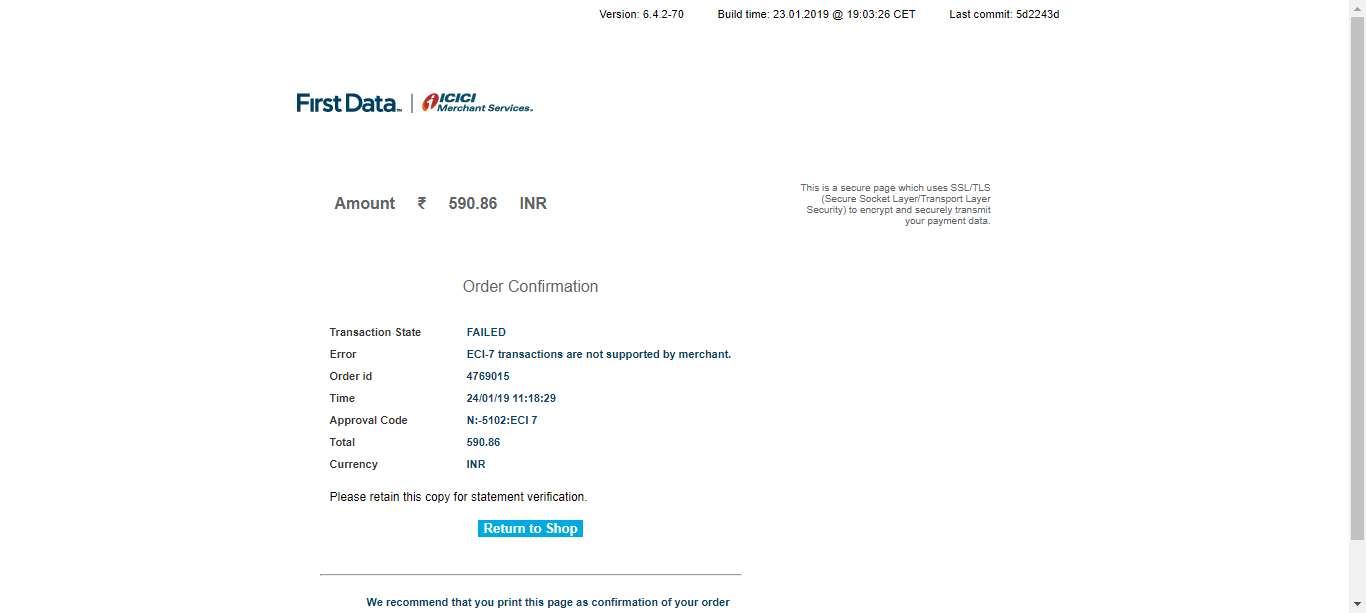 Version: 6.4.2-70 Build time: 23.01.2019 @ 19:03:26 CET Last commit: 5d2243d
First Data. | ICICI
Merchant Services.
Amount ₹ 590.86 INR
This is a secure page which uses SSL/TLS
(Secure Socket Layer/Transport Layer
Security) to encrypt and securely transmit
your payment data.
Order Confirmation
Transaction State FAILED
Error ECI-7 transactions are not supported by merchant.
Order id 4769015
Time 24/01/19 11:18:29
Approval Code N:-5102:ECI 7
Total 590.86
Currency INR
Please retain this copy for statement verification.
Return to Shop
We recommend that you print this page as confirmation of your order